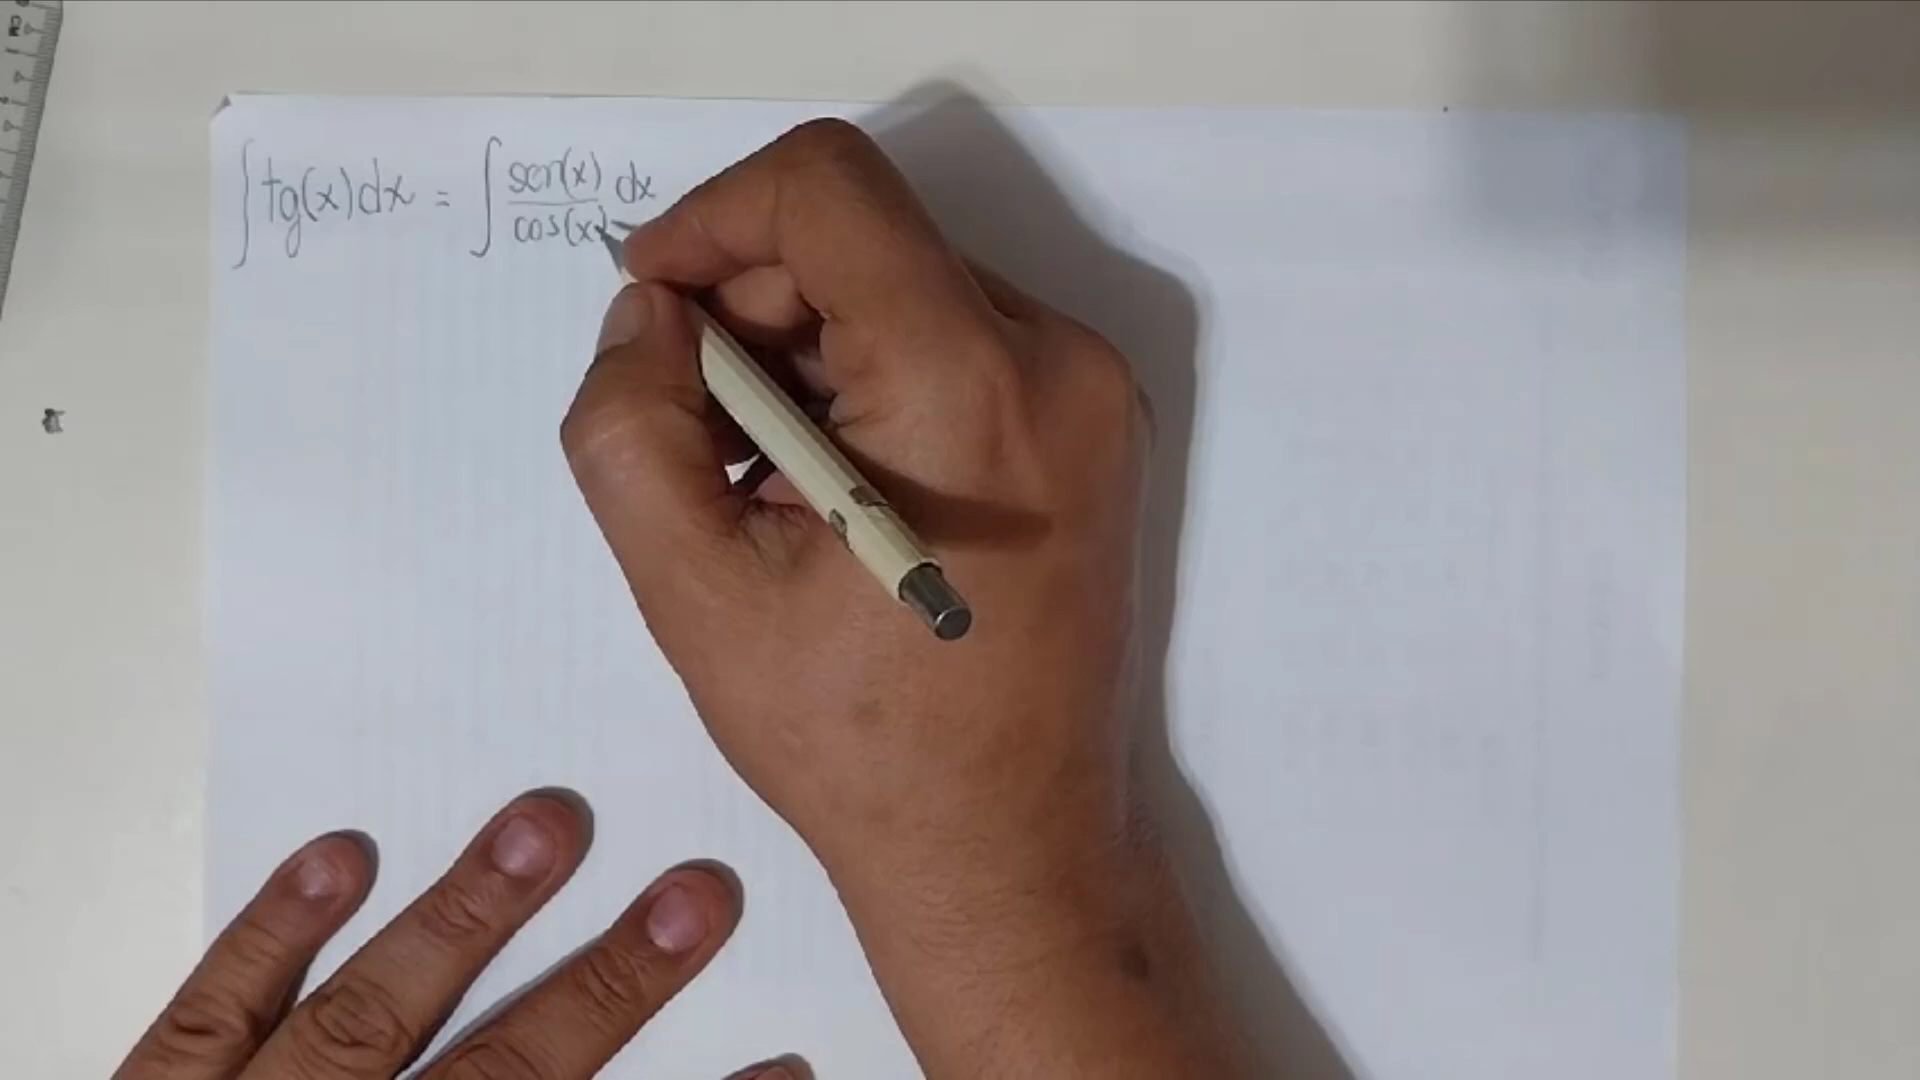 ∫ tg(x) dx = ∫ sen(x)/cos(x) dx